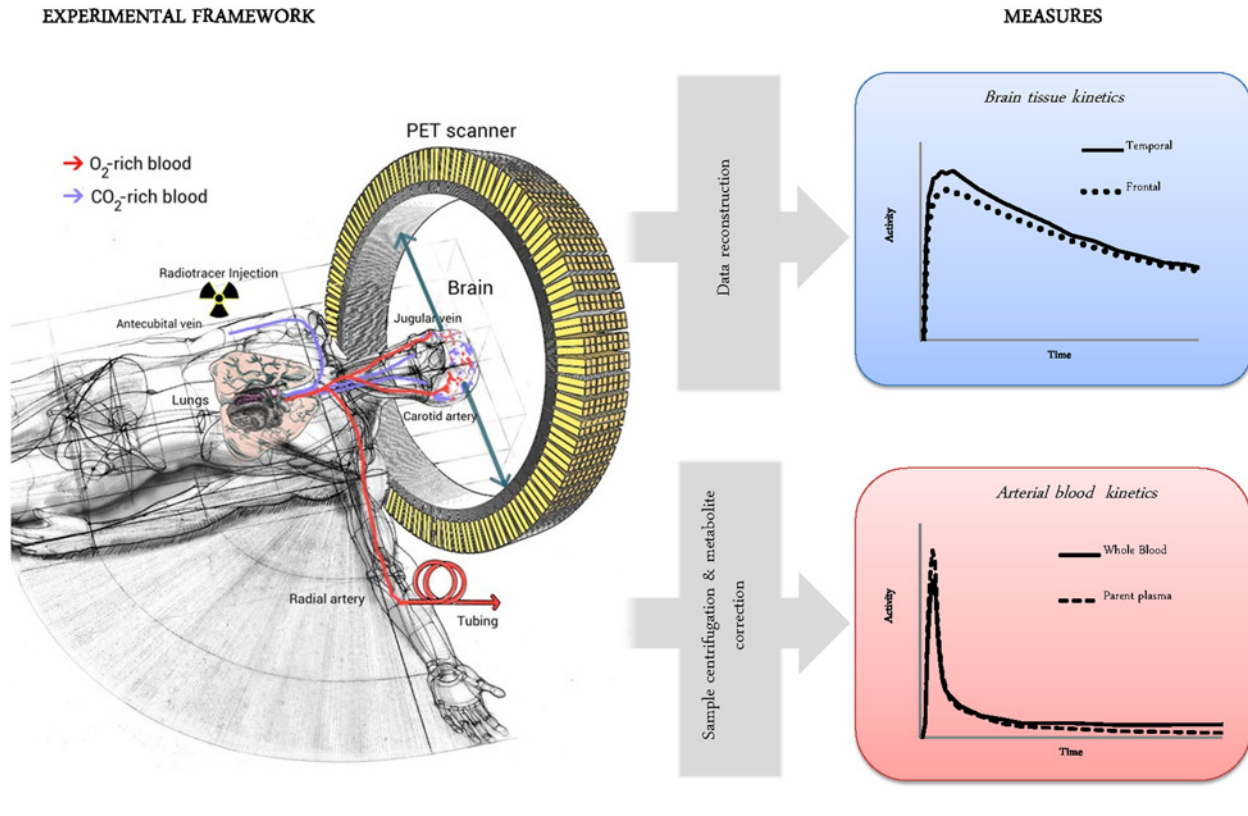 EXPERIMENTAL FRAMEWORK
MEASURES
PET scanner
O2-rich blood
CO2-rich blood
Radiotracer Injection
Antecubital vein
Brain
Jugular vein
Lungs
Carotid artery
Radial artery
Tubing
Data reconstruction
Sample centrifugation & metabolite
correction
Brain tissue kinetics
Temporal
Frontal
Activity
Time
Arterial blood kinetics
Whole Blood
Parent plasma
Activity
Time